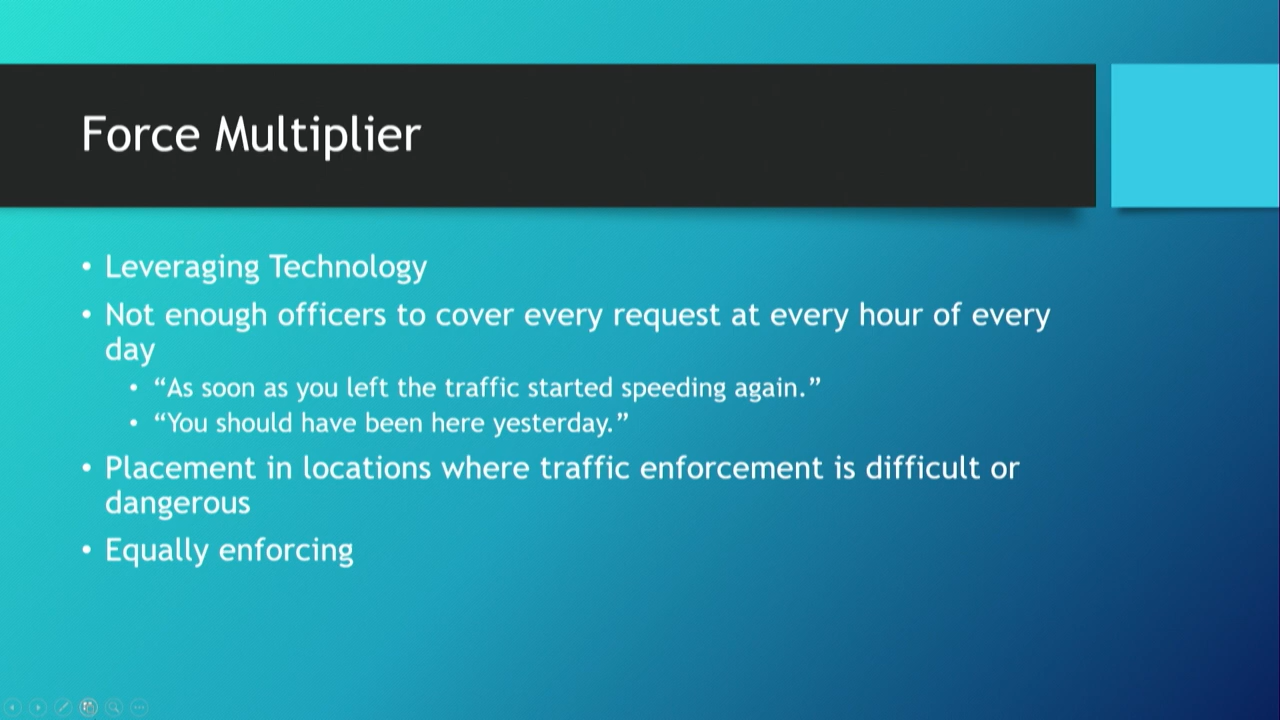 Force Multiplier
• Leveraging Technology
• Not enough officers to cover every request at every hour of every
day
• “As soon as you left the traffic started speeding again.”
• “You should have been here yesterday.”
• Placement in locations where traffic enforcement is difficult or
dangerous
• Equally enforcing